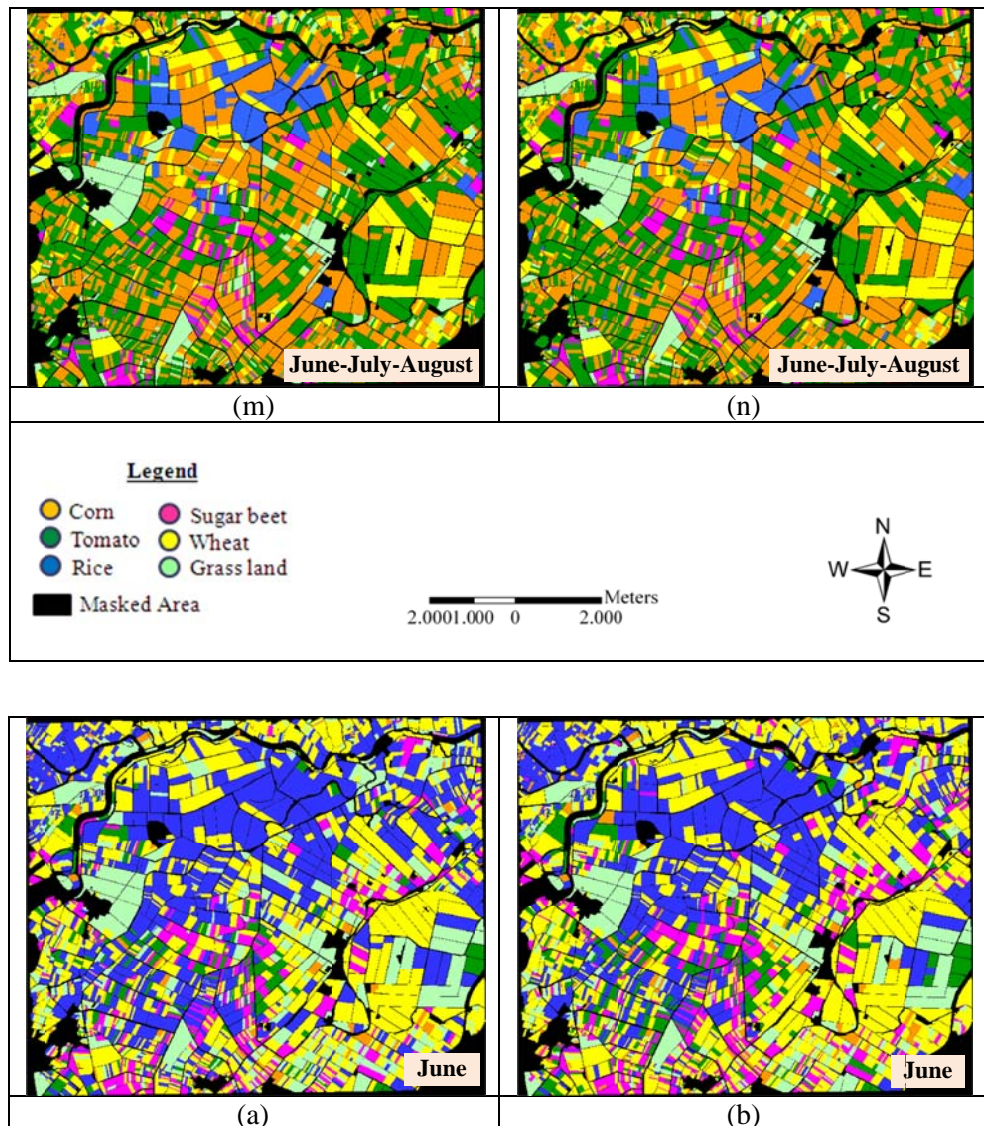 June-July-August
June-July-August
(m)
(n)
Legend
Corn
Sugar beet
Tomato
Wheat
Rice
Grass land
Masked Area
Meters
2.0001.000 0 2.000
N
W
E
S
June
June
(a)
(b)